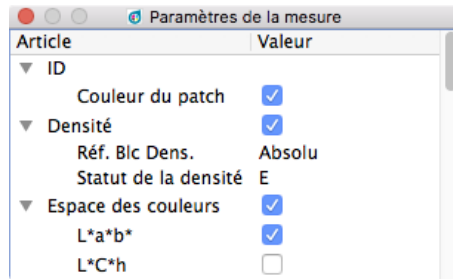 Paramètres de la mesure
Article Valeur
ID
Couleur du patch
Densité
Réf. Blc Dens. Absolu
Statut de la densité E
Espace des couleurs
L*a*b*
L*C*h